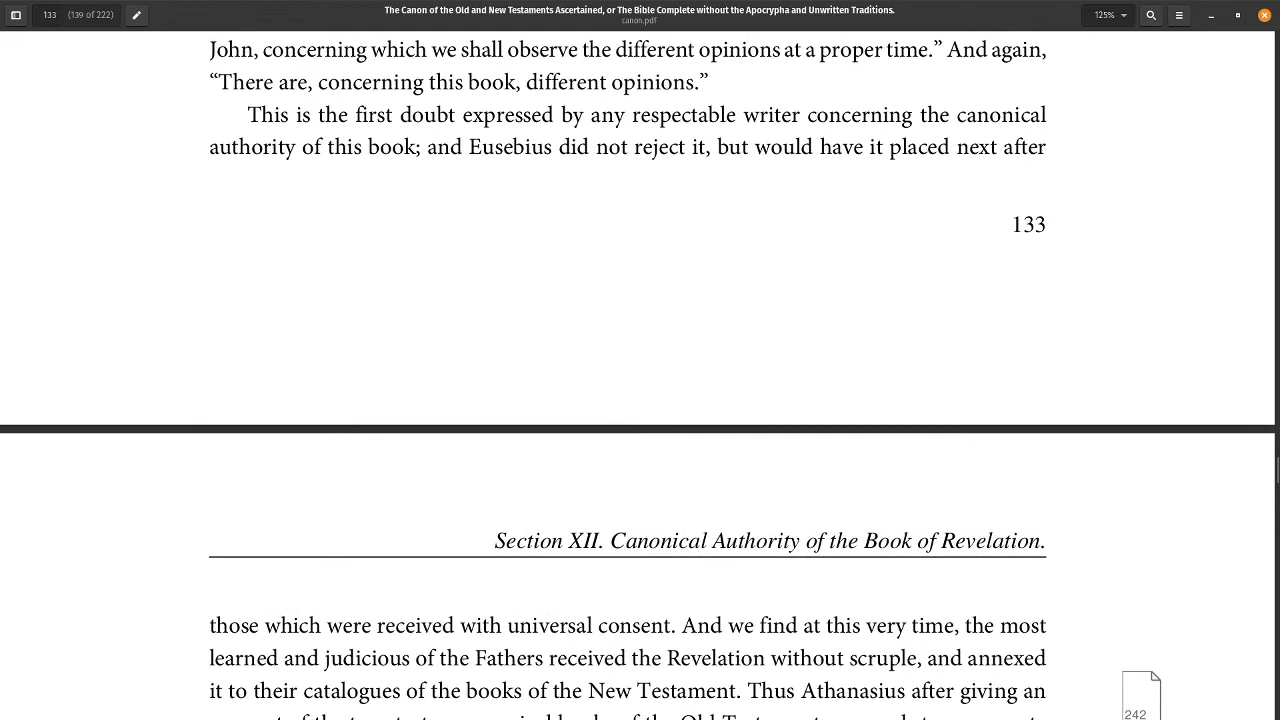 133 (139 of 222)
The Canon of the Old and New Testaments Ascertained, or The Bible Complete without the Apocrypha and Unwritten Traditions.
canon.pdf
125%
John, concerning which we shall observe the different opinions at a proper time.” And again,
“There are, concerning this book, different opinions.”
This is the first doubt expressed by any respectable writer concerning the canonical
authority of this book; and Eusebius did not reject it, but would have it placed next after
133
Section XII. Canonical Authority of the Book of Revelation.
those which were received with universal consent. And we find at this very time, the most
learned and judicious of the Fathers received the Revelation without scruple, and annexed
it to their catalogues of the books of the New Testament. Thus Athanasius after giving an
242